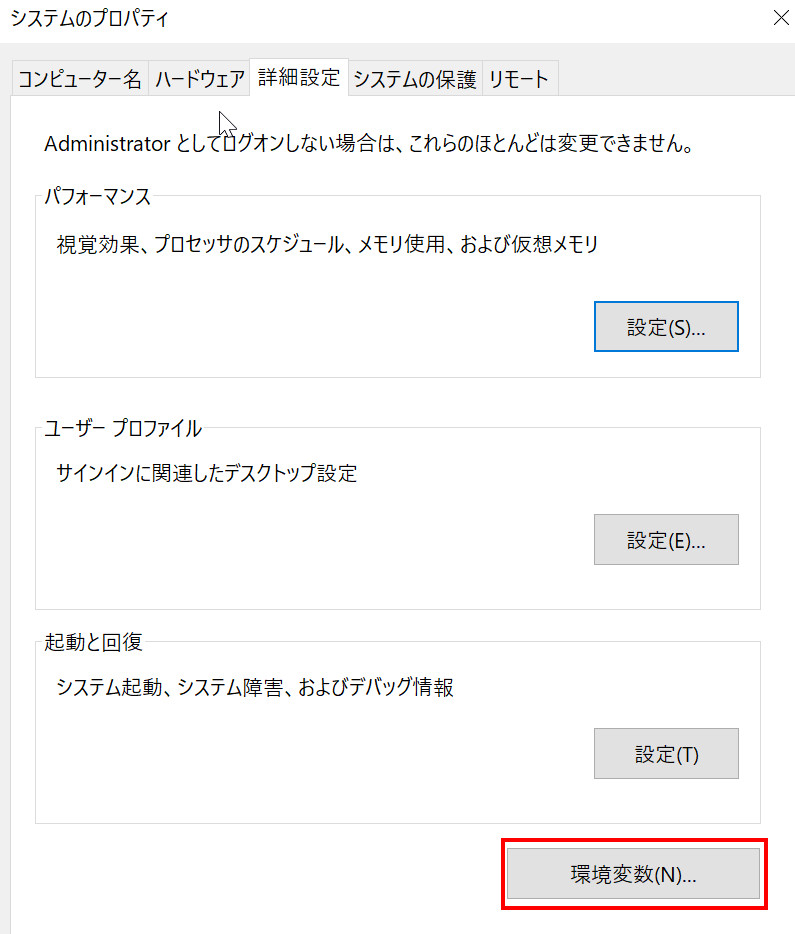 システムのプロパティ
コンピューター名 ハードウェア 詳細設定 システムの保護 リモート
Administrator としてログオンしない場合は、これらのほとんどは変更できません。
パフォーマンス
視覚効果、プロセッサのスケジュール、メモリ使用、および仮想メモリ
設定(S)...
ユーザー プロファイル
サインインに関連したデスクトップ設定
設定(E)...
起動と回復
システム起動、システム障害、およびデバッグ情報
設定(T)
環境変数(N)...